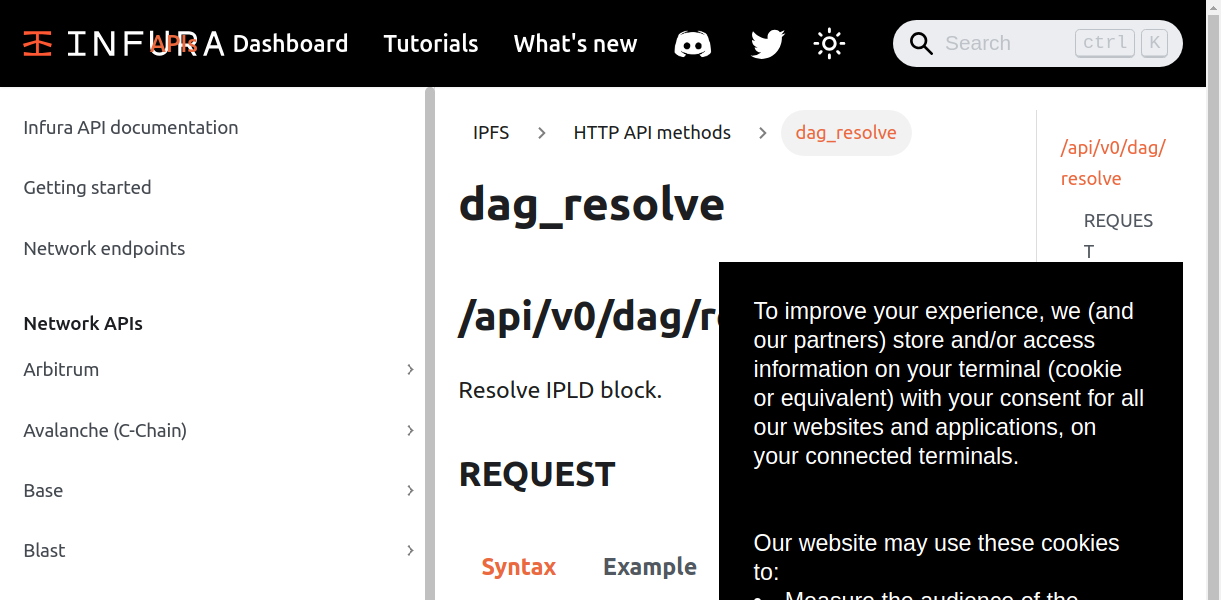 INFURA APIs Dashboard Tutorials What's new Search ctrl K
Infura API documentation
Getting started
Network endpoints
Network APIs
Arbitrum
Avalanche (C-Chain)
Base
Blast
IPFS HTTP API methods dag_resolve
dag_resolve
/api/v0/dag/re
Resolve IPLD block.
REQUEST
Syntax Example
/api/v0/dag/
resolve
REQUES
T
To improve your experience, we (and
our partners) store and/or access
information on your terminal (cookie
or equivalent) with your consent for all
our websites and applications, on
your connected terminals.
Our website may use these cookies
to:
• Measure the audience of the